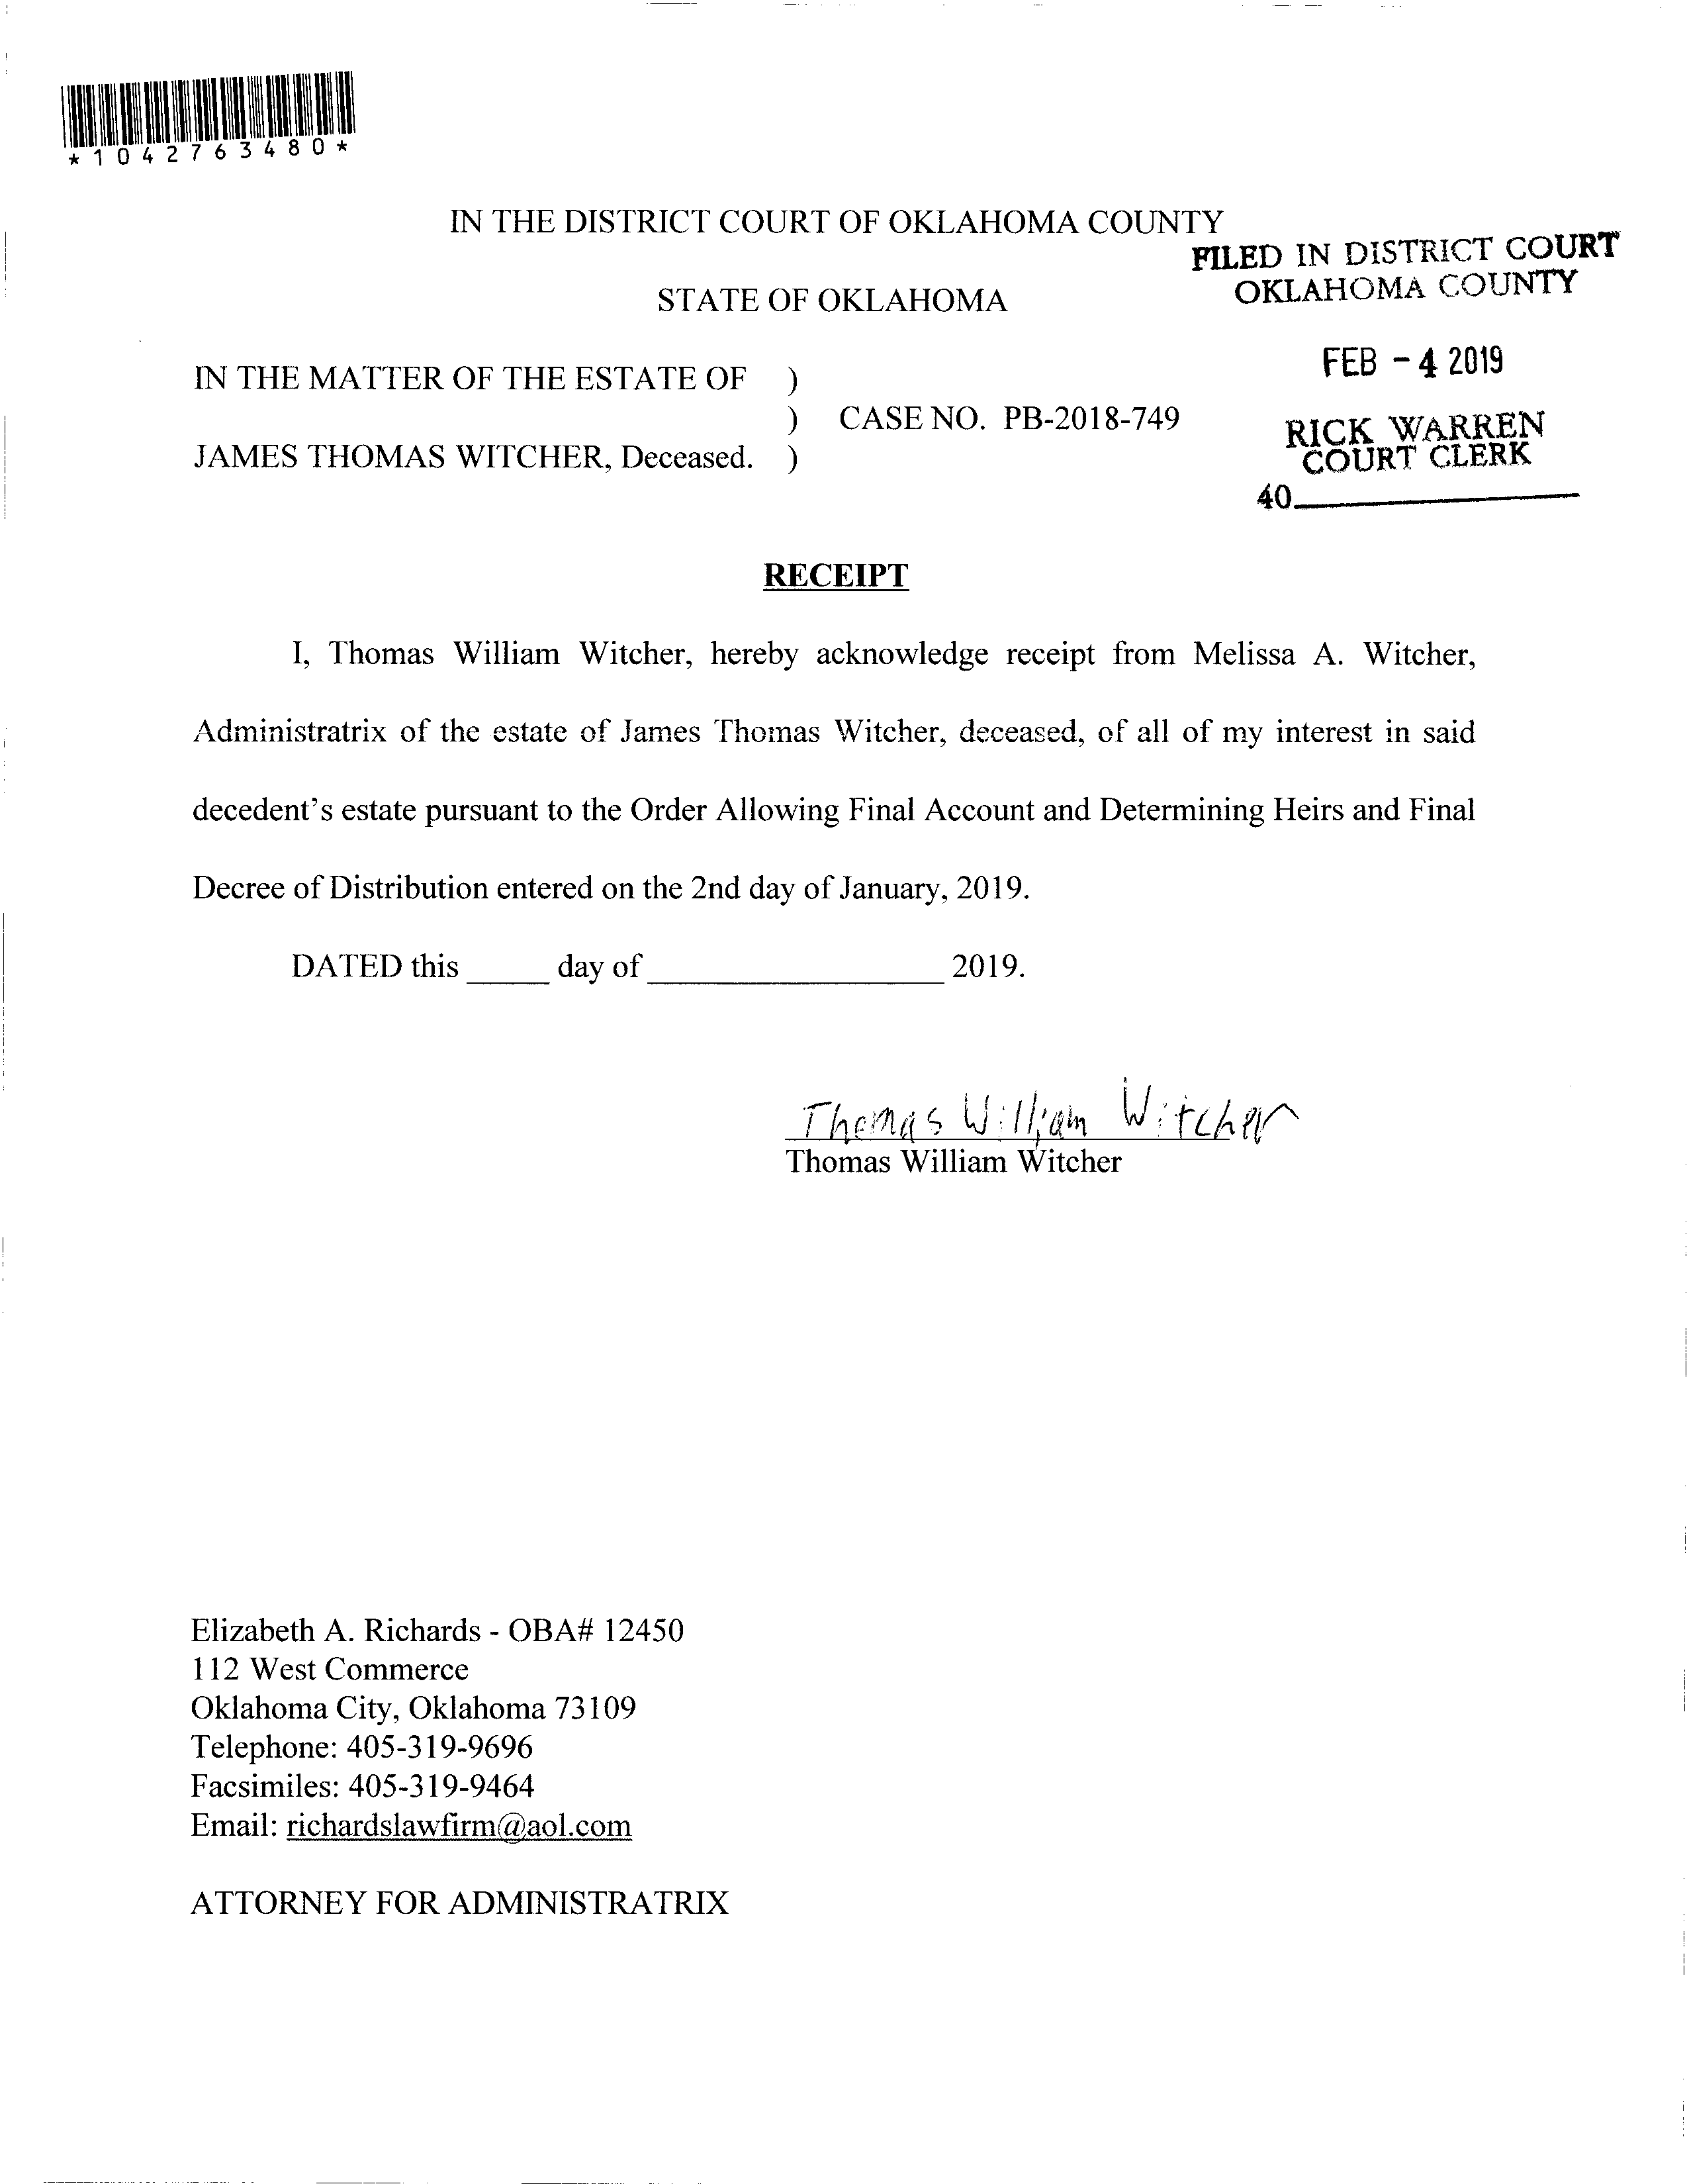 *1042763480*
IN THE DISTRICT COURT OF OKLAHOMA COUNTY
FILED IN DISTRICT COURT
OKLAHOMA COUNTY
STATE OF OKLAHOMA
FEB - 4 2019
IN THE MATTER OF THE ESTATE OF )
) CASE NO. PB-2018-749
JAMES THOMAS WITCHER, Deceased. )
RICK WARREN
COURT CLERK
40
RECEIPT
I, Thomas William Witcher, hereby acknowledge receipt from Melissa A. Witcher,
Administratrix of the estate of James Thomas Witcher, deceased, of all of my interest in said
decedent's estate pursuant to the Order Allowing Final Account and Determining Heirs and Final
Decree of Distribution entered on the 2nd day of January, 2019.
DATED this _____ day of __________________ 2019.
Thomas William Witcher
Thomas William Witcher
Elizabeth A. Richards - OBA# 12450
112 West Commerce
Oklahoma City, Oklahoma 73109
Telephone: 405-319-9696
Facsimiles: 405-319-9464
Email: richardslawfirm@aol.com
ATTORNEY FOR ADMINISTRATRIX